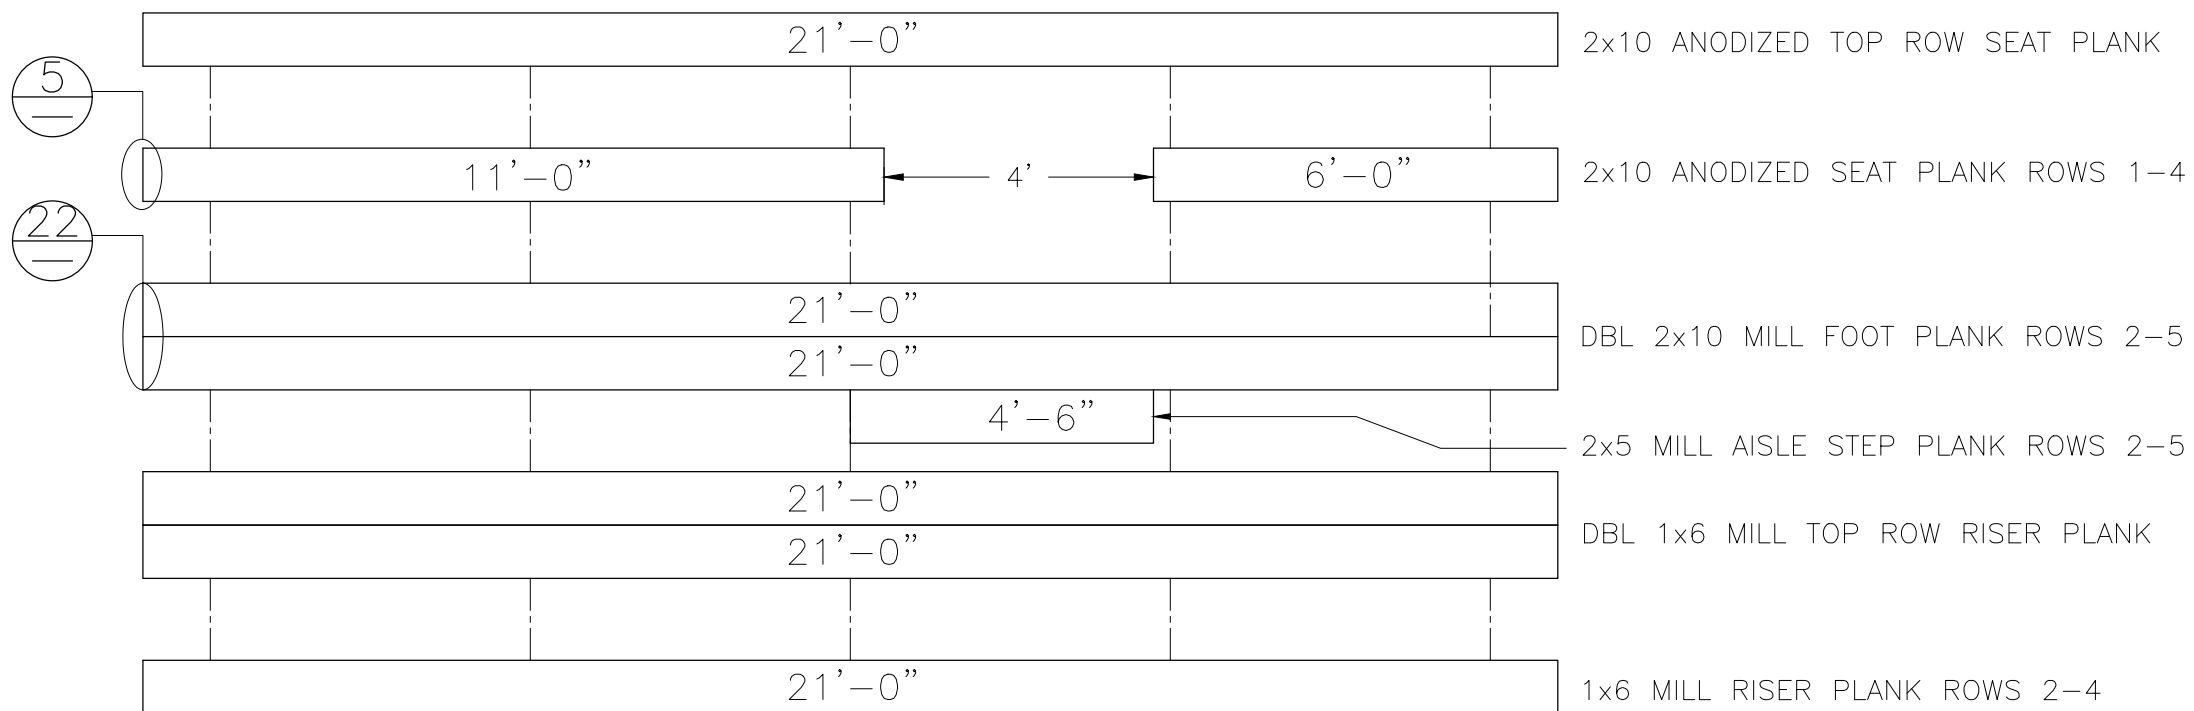 21'-0" 2x10 ANODIZED TOP ROW SEAT PLANK
5
11'-0" 4' 6'-0" 2x10 ANODIZED SEAT PLANK ROWS 1-4
22
21'-0"
DBL 2x10 MILL FOOT PLANK ROWS 2-5
21'-0"
4'-6"
2x5 MILL AISLE STEP PLANK ROWS 2-5
21'-0"
DBL 1x6 MILL TOP ROW RISER PLANK
21'-0"
21'-0" 1x6 MILL RISER PLANK ROWS 2-4